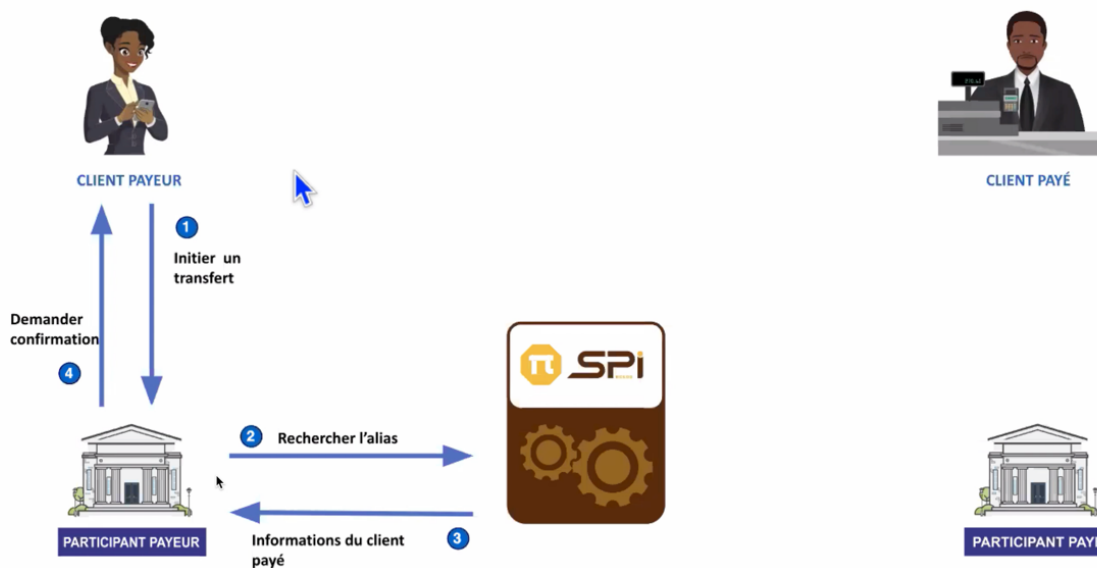 CLIENT PAYEUR
CLIENT PAYÉ
1
Initier un
transfert
Demander
confirmation
4
π SPi
2 Rechercher l'alias
PARTICIPANT PAYEUR
Informations du client
payé
3
PARTICIPANT PAY